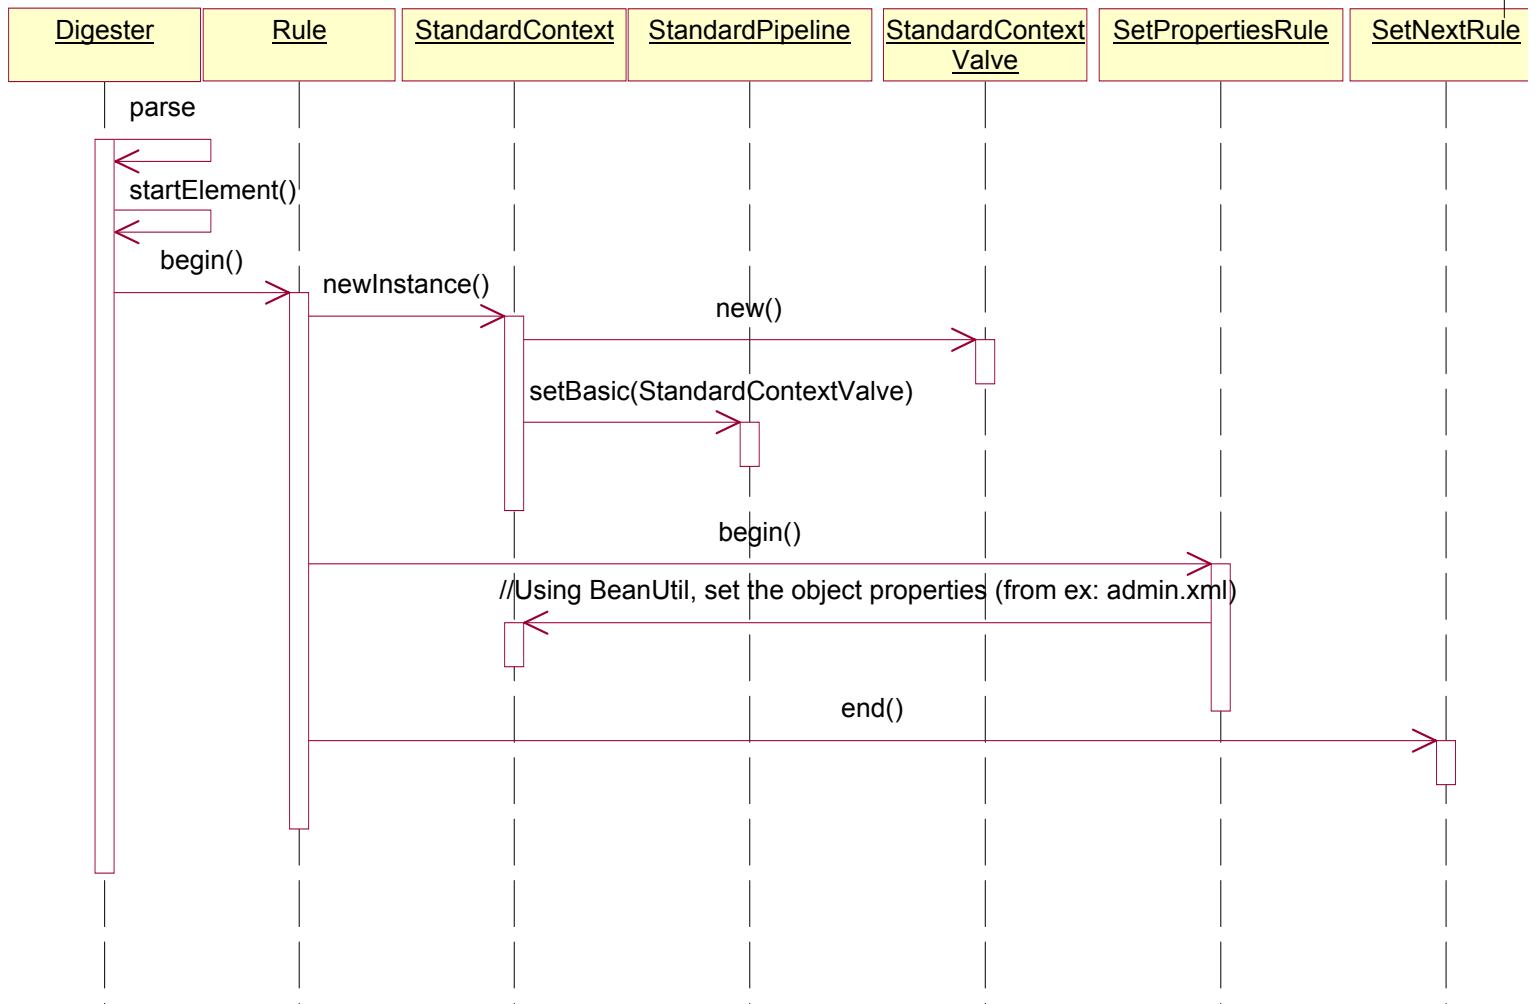 Digester
Rule
StandardContext
StandardPipeline
StandardContext
Valve
SetPropertiesRule
SetNextRule
parse
startElement()
begin()
newInstance()
new()
setBasic(StandardContextValve)
begin()
//Using BeanUtil, set the object properties (from ex: admin.xml)
end()